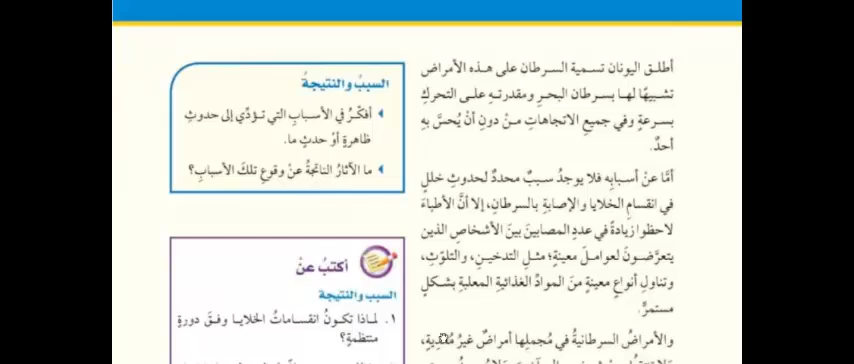 أطلق اليونان تسمية السرطان على هذه الأمراض
تشبيهًا لها بسرطان البحرِ ومقدرتهِ على التحركِ
بسرعةٍ وفي جميعِ الاتجاهاتِ منْ دونِ أنْ يُحسَّ بهِ
أحدٌ.
أمَّا عنْ أسبابِه فلا يوجدُ سببٌ محددٌ لحدوثِ خللٍ
في انقسامِ الخلايا والإصابةِ بالسرطانِ، إلا أنَّ الأطباءَ
لاحظوا زيادةً في عددِ المصابينَ بينَ الأشخاصِ الذين
يتعرَّضونَ لعواملَ معينةٍ؛ مثلِ التدخينِ، والتلوّثِ،
وتناولِ أنواعٍ معينةٍ منَ الموادِّ الغذائيةِ المعلبةِ بشكلٍ
مستمرٍّ.
والأمراضُ السرطانيةُ في مُجملِها أمراضٌ غيرُ مُعْديةٍ،
السببُ والنتيجةُ
أفكّرُ في الأسبابِ التي تؤدِّي إلى حدوثِ
ظاهرةٍ أوْ حدثٍ ما.
ما الآثارُ الناتجةُ عنْ وقوعِ تلكَ الأسبابِ؟
أكتبُ عنْ
السبب والنتيجة
١. لماذا تكونُ انقساماتُ الخلايا وفقَ دورةٍ
منتظمةٍ؟